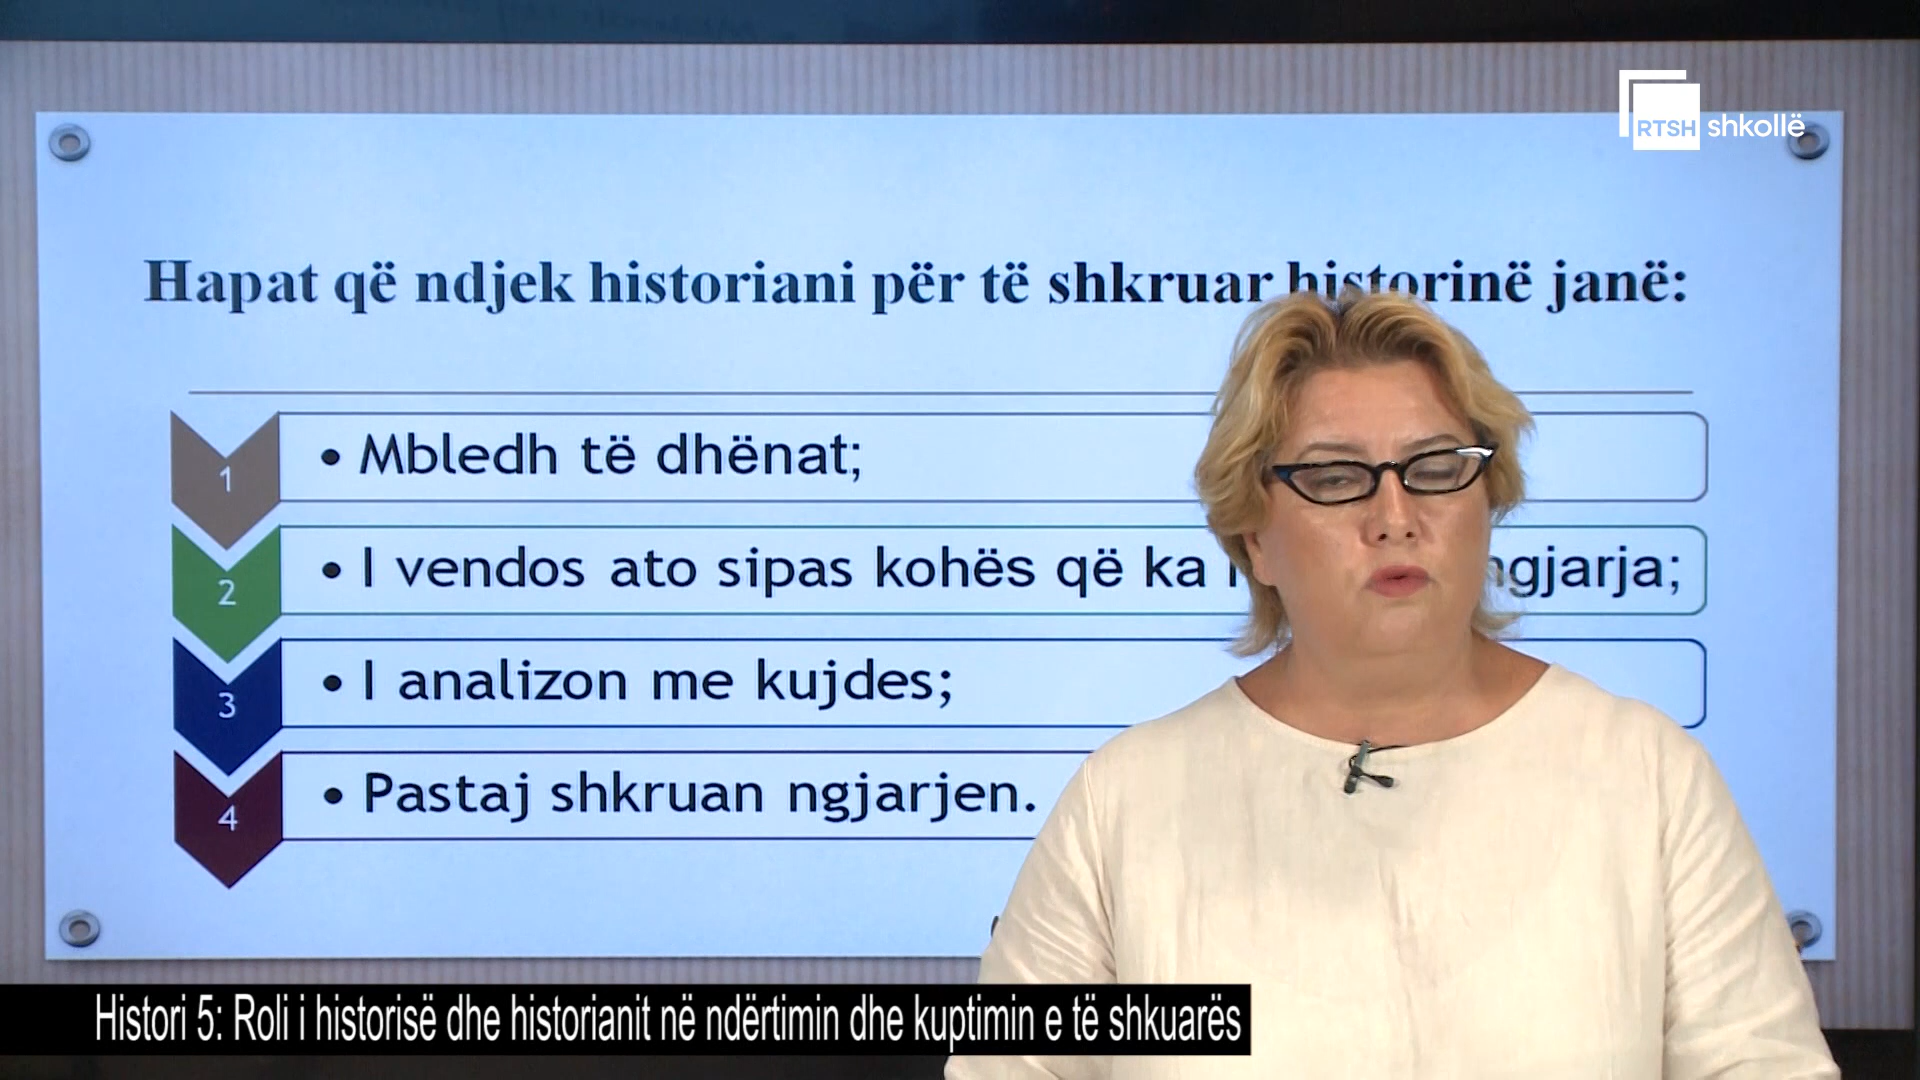 RTSH shkollë
Hapat që ndjek historiani për të shkruar historinë janë:
1
• Mbledh të dhënat;
2
• I vendos ato sipas kohës që ka ngjarja;
3
• I analizon me kujdes;
4
• Pastaj shkruan ngjarjen.
Histori 5: Roli i historisë dhe historianit në ndërtimin dhe kuptimin e të shkuarës